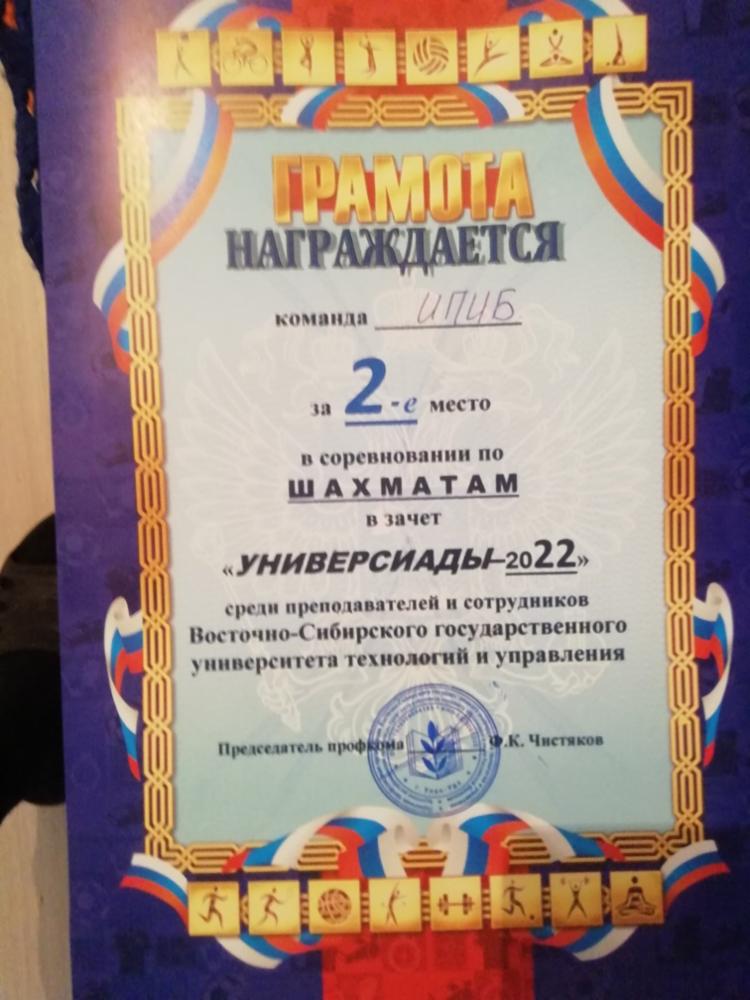 ГРАМОТА
НАГРАЖДАЕТСЯ
команда ИПИБ
за 2-е место
в соревновании по
ШАХМАТАМ
в зачет
«УНИВЕРСИАДЫ–2022»
среди преподавателей и сотрудников
Восточно-Сибирского государственного
университета технологий и управления
Председатель профкома Ф.К. Чистяков